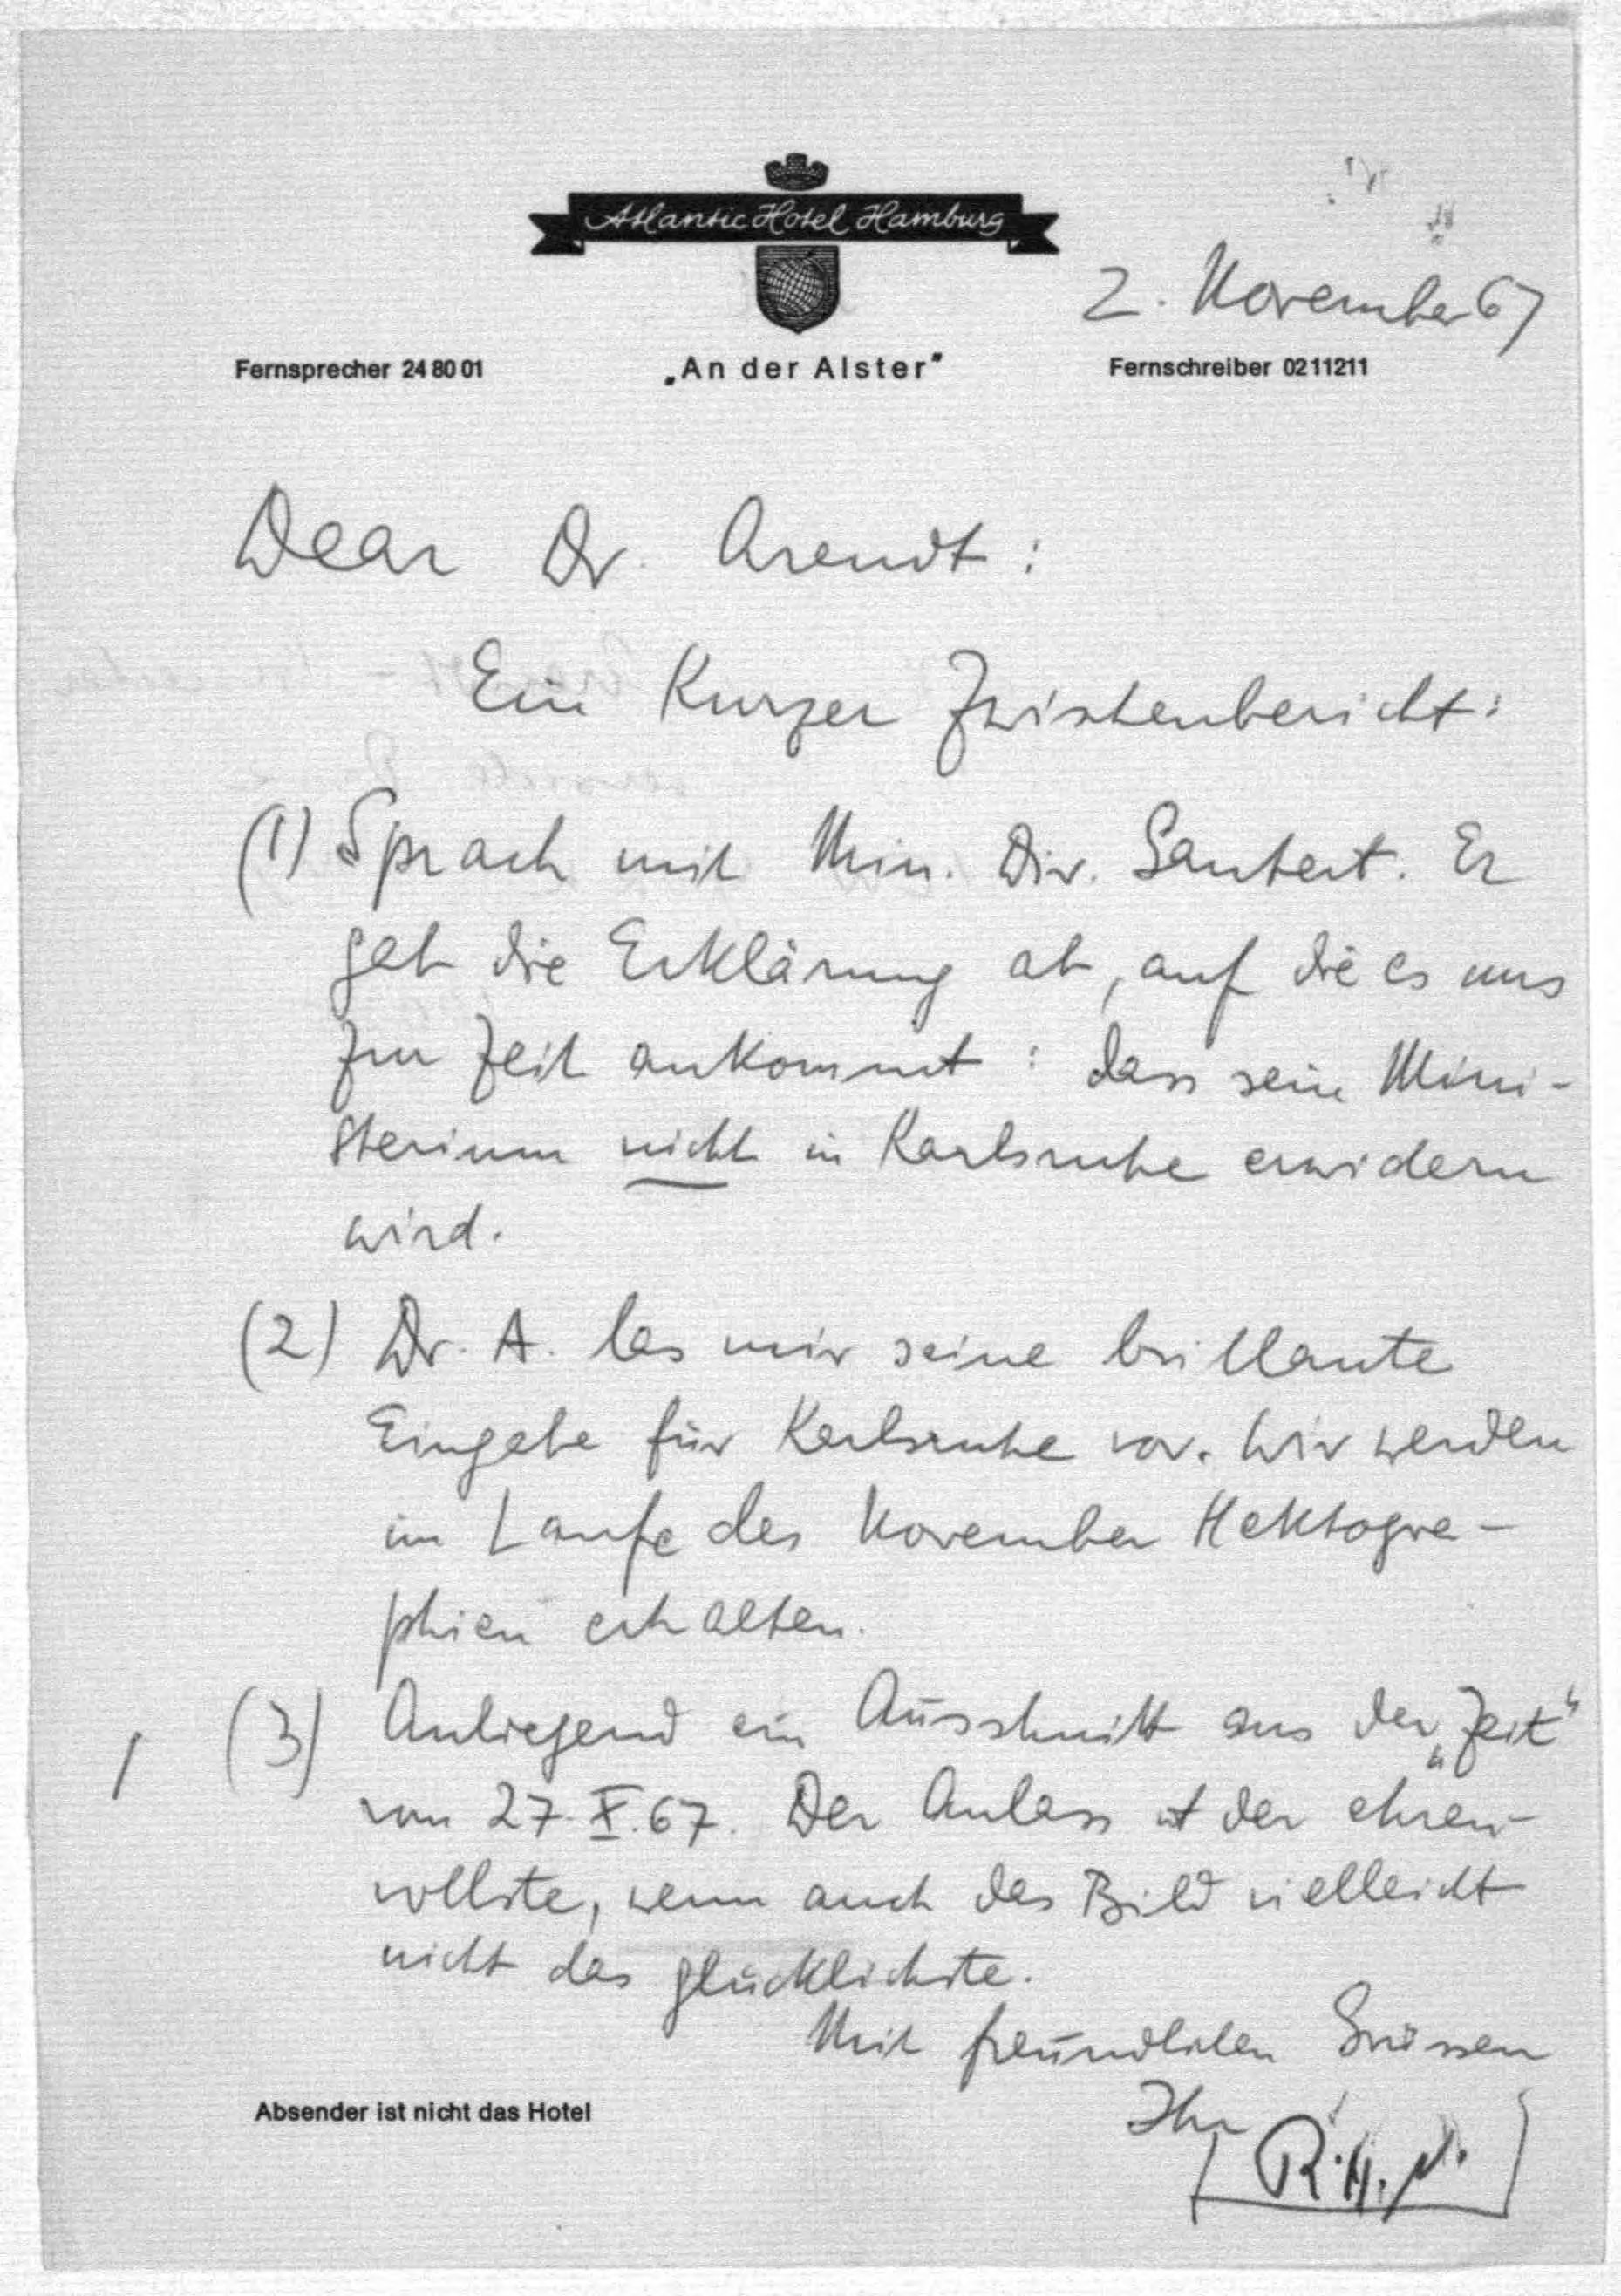 Atlantic Hotel Hamburg
2. November 67
Fernsprecher 24 80 01 „An der Alster" Fernschreiber 0211211
Dear Dr. Arendt:
Ein Kurzer Zwischenbericht:
(1) Sprach mit Min. Dir. Er
gab die Erklärung ab, auf die es uns
zur Zeit ankommt: dass sein Mini-
sterium nicht in Karlsruhe erwidern
wird.
(2) Dr. A. las mir seine brillante
Eingabe für Karlsruhe vor. Wir werden
im Laufe des November Hektogra-
phien erhalten.
/ (3) Anliegend ein Ausschnitt aus der „Zeit"
vom 27.X.67. Der Anlass ist der ehren-
vollste, wenn auch das Bild vielleicht
nicht das glücklichste.
Mit freundlichen Grüssen
Ihr
Absender ist nicht das Hotel